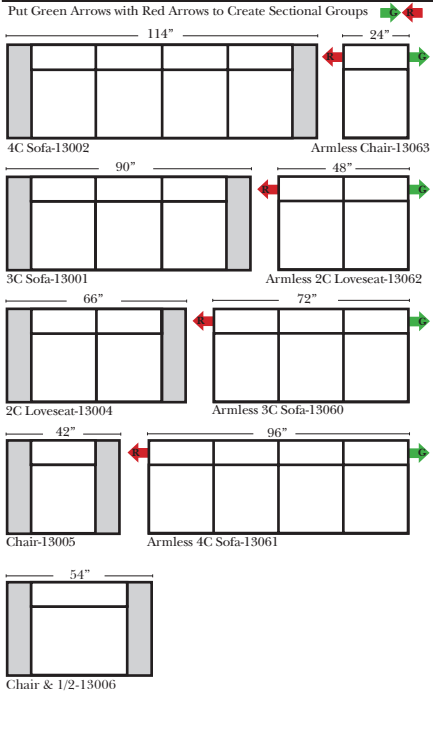 Put Green Arrows with Red Arrows to Create Sectional Groups G R
114” 24”
R G
4C Sofa-13002 Armless Chair-13063
90” 48”
R G
3C Sofa-13001 Armless 2C Loveseat-13062
66” 72”
R G
2C Loveseat-13004 Armless 3C Sofa-13060
42” 96”
R G
Chair-13005 Armless 4C Sofa-13061
54”
Chair & 1/2-13006